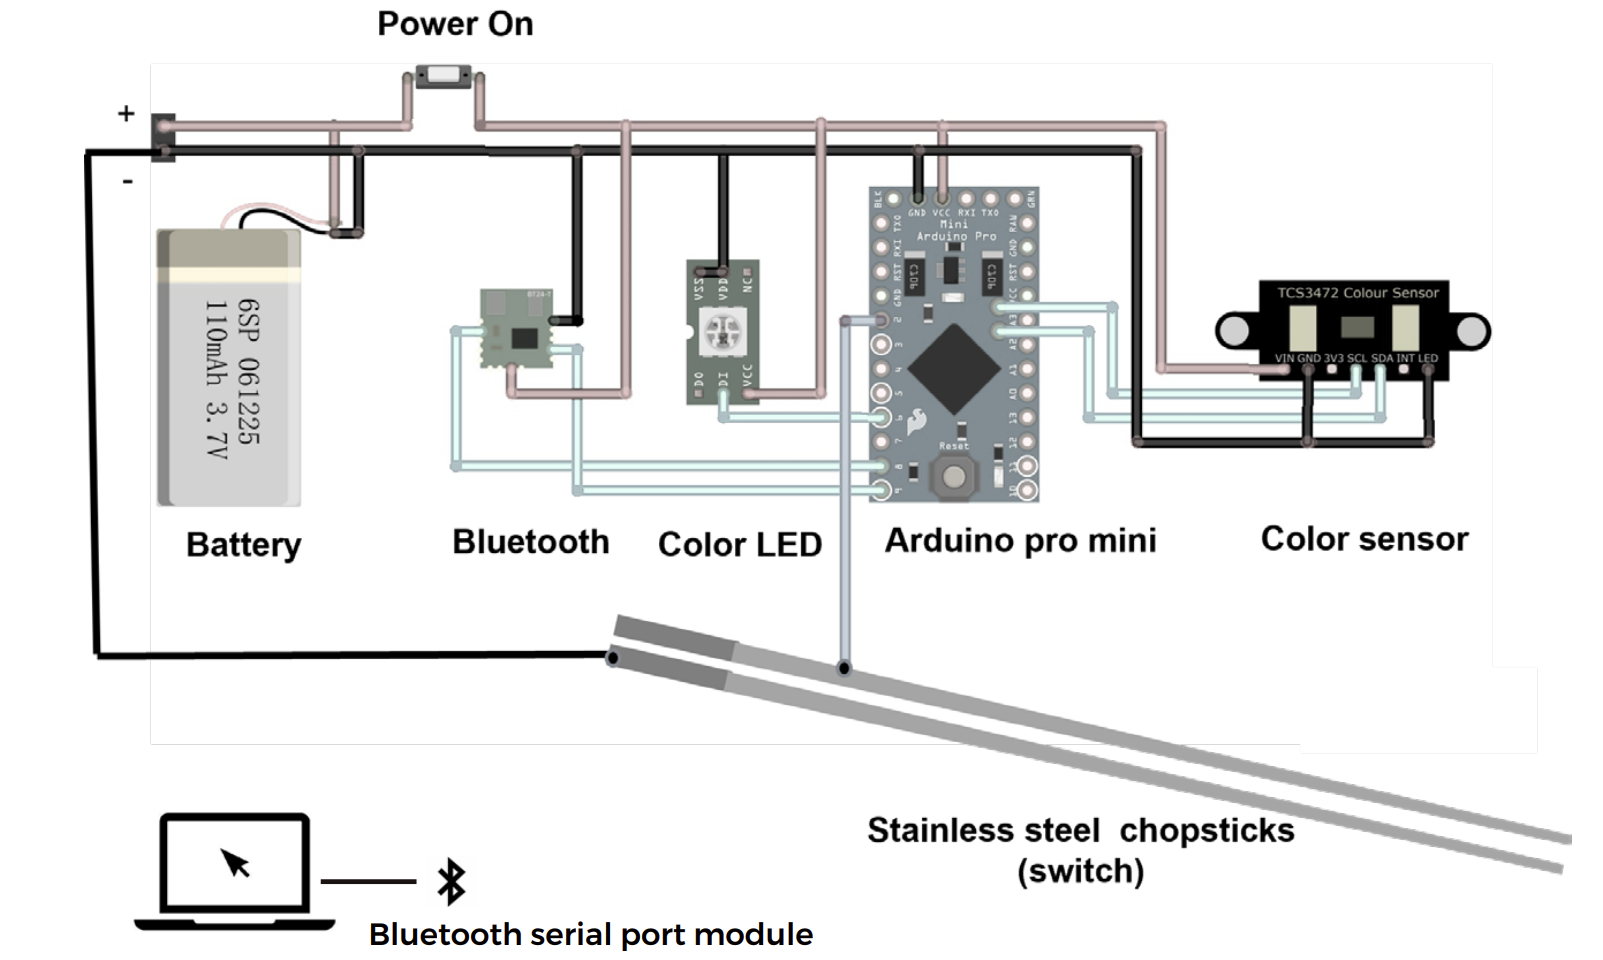 Power On
+
-
6SP 061225
110mAh 3.7V
Battery
BT2A-T
Bluetooth
VSS VDD NC
DO DI VCC
Color LED
BLK GND VCC RXI TXO GRN
Mini
Arduino Pro
TXO
RXI
RST
GND
2
3
4
5
6
7
8
9
RAW
GND
RST
VCC
A3
A2
A1
A0
13
12
11
10
Reset
Arduino pro mini
TCS3472 Colour Sensor
VIN GND 3V3 SCL SDA INT LED
Color sensor
Stainless steel chopsticks
(switch)
Bluetooth serial port module